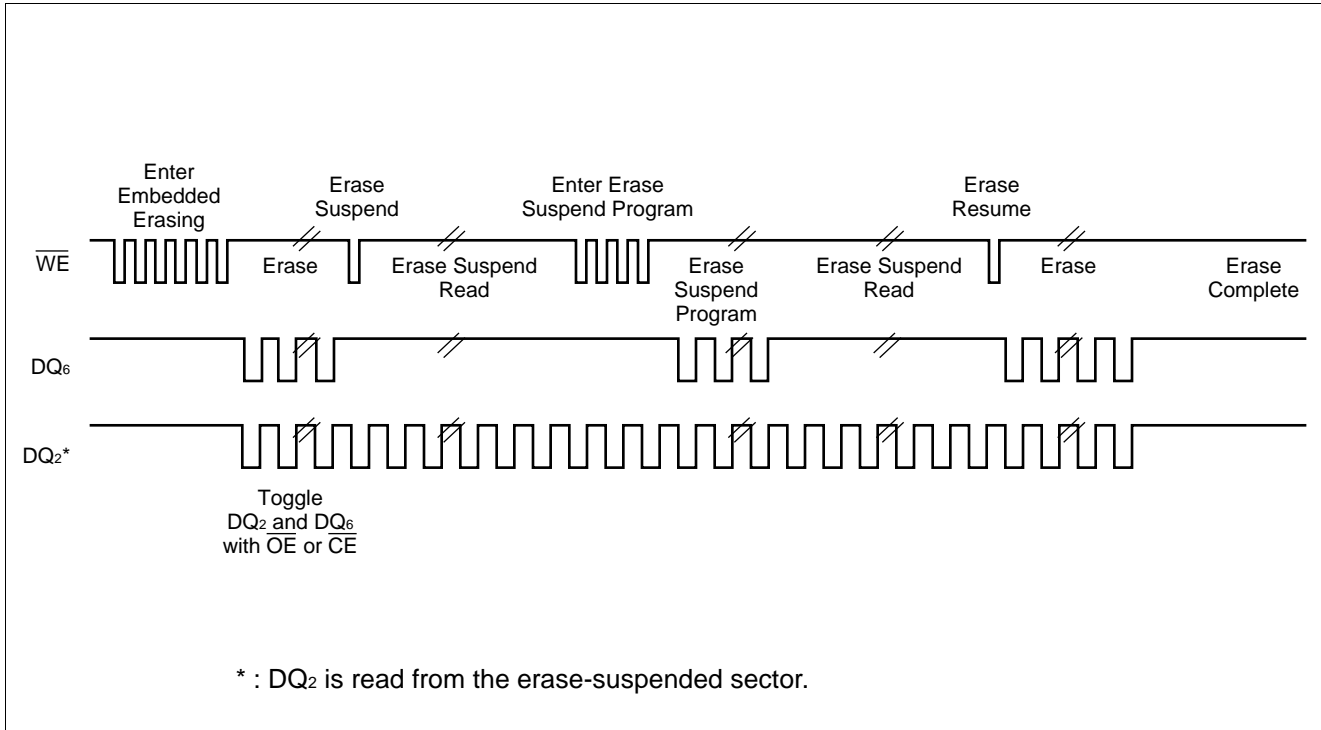 Enter
Embedded
Erasing
Erase
Suspend
Enter Erase
Suspend Program
Erase
Resume
WE
Erase
Erase Suspend
Read
Erase
Suspend
Program
Erase Suspend
Read
Erase
Erase
Complete
DQ6
DQ2*
Toggle
DQ2 and DQ6
with OE or CE
* : DQ2 is read from the erase-suspended sector.